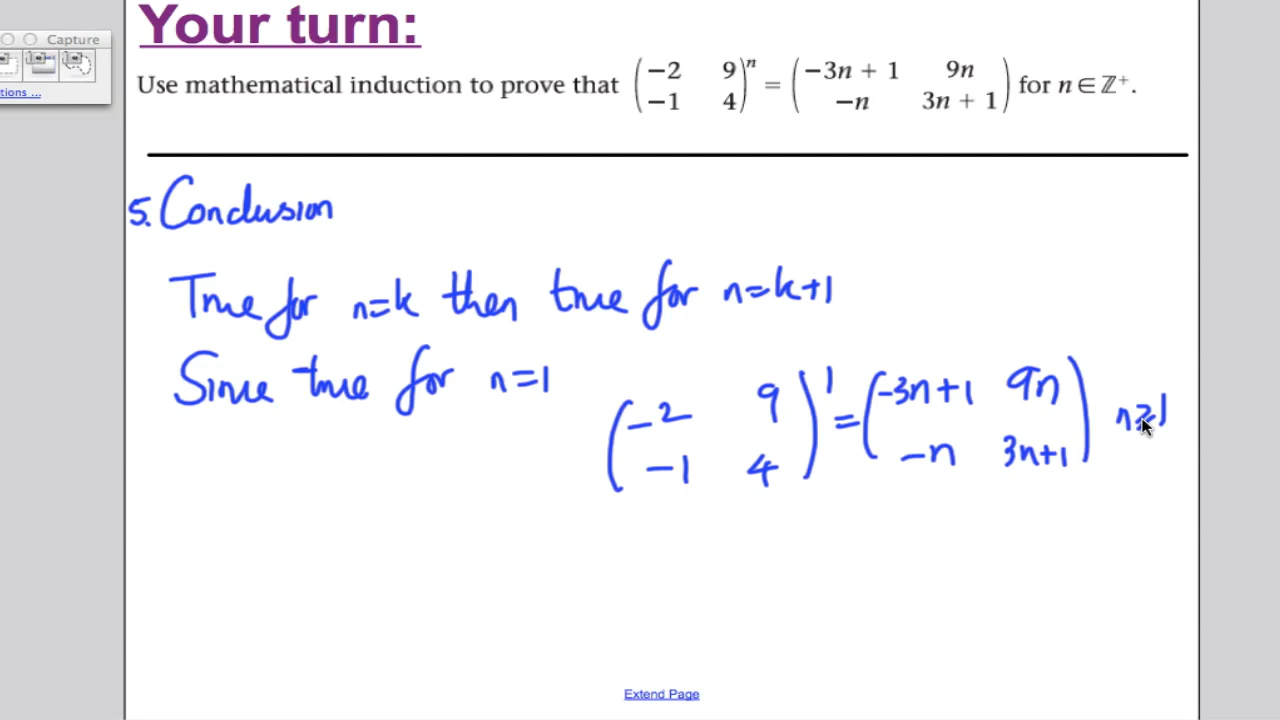 Your turn:
Capture
tions ...
Use mathematical induction to prove that (−2 9 −1 4)ⁿ = (−3n + 1 9n −n 3n + 1) for n ∈ ℤ⁺.
5. Conclusion
True for n=k then true for n=k+1
Since true for n=1
(−2 9 −1 4)¹ = (−3n+1 9n −n 3n+1) n≥1
Extend Page